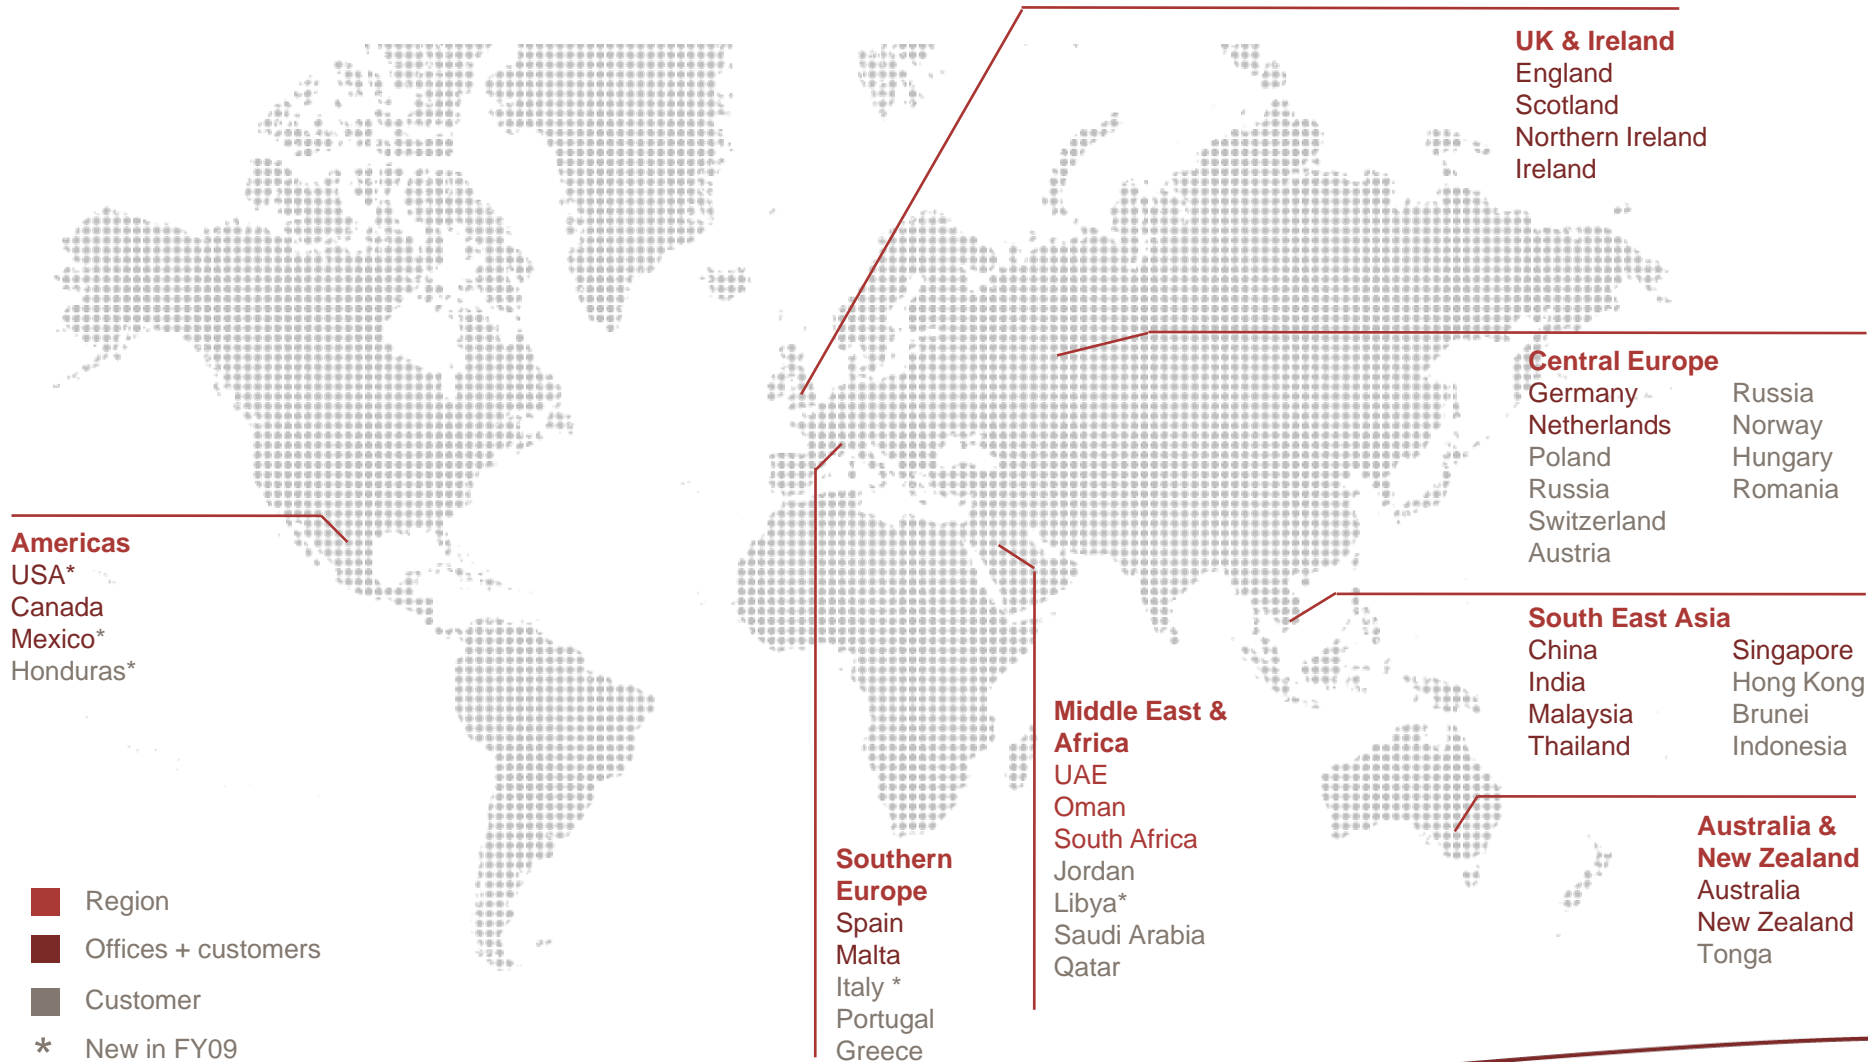 UK & Ireland
England
Scotland
Northern Ireland
Ireland
Central Europe
Germany
Netherlands
Poland
Russia
Switzerland
Austria
Russia
Norway
Hungary
Romania
Americas
USA*
Canada
Mexico*
Honduras*
South East Asia
China
India
Malaysia
Thailand
Singapore
Hong Kong
Brunei
Indonesia
Middle East &
Africa
UAE
Oman
South Africa
Jordan
Libya*
Saudi Arabia
Qatar
Southern
Europe
Spain
Malta
Italy *
Portugal
Greece
Australia &
New Zealand
Australia
New Zealand
Tonga
Region
Offices + customers
Customer
* New in FY09